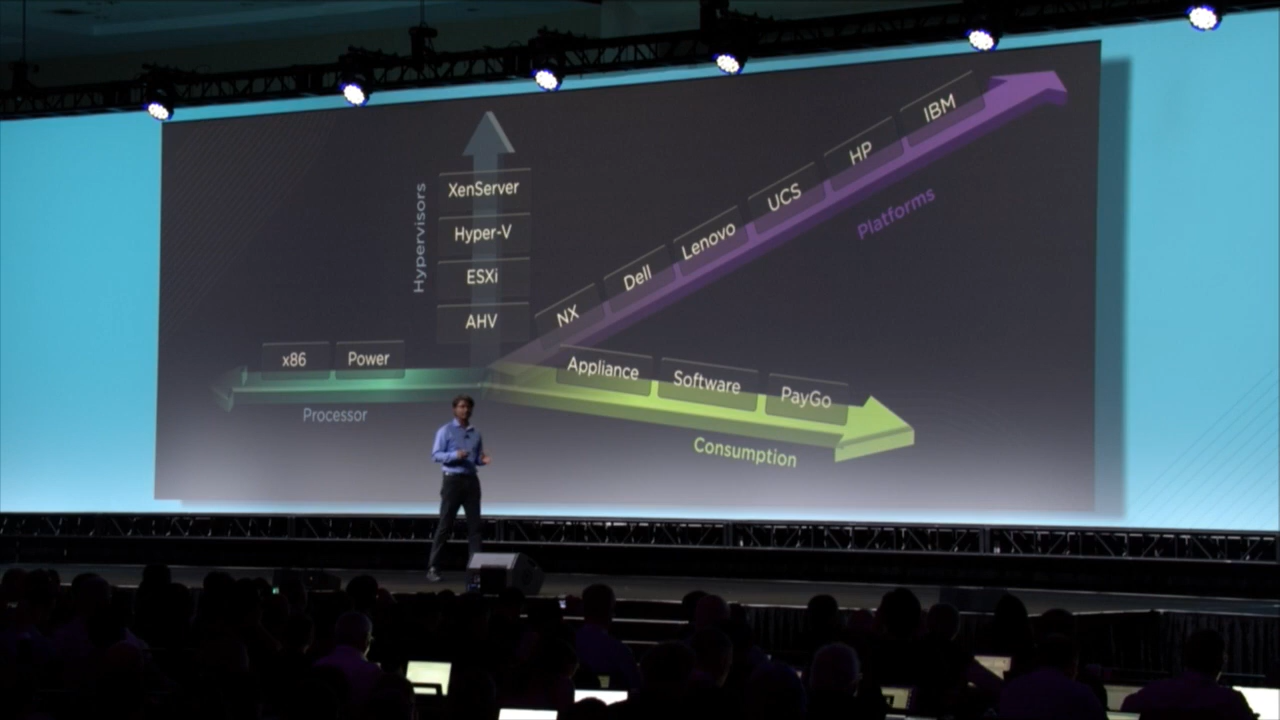 Hypervisors
XenServer
Hyper-V
ESXi
AHV
IBM
HP
UCS
Lenovo
Dell
NX
Platforms
x86
Power
Processor
Appliance
Software
PayGo
Consumption